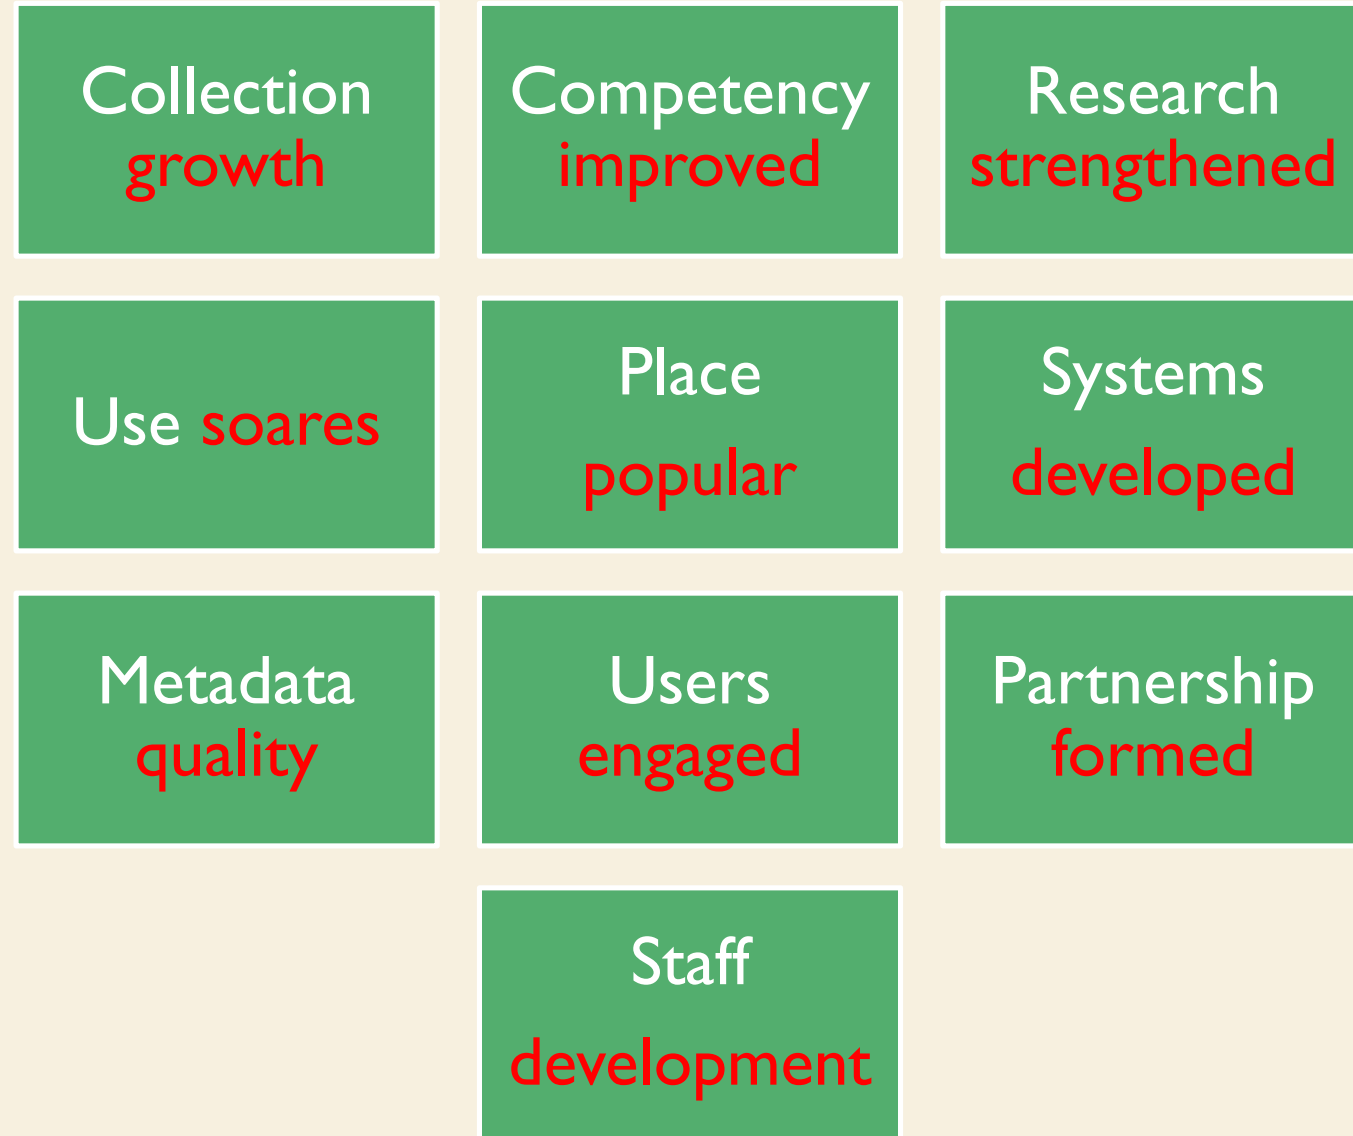 Collection
growth
Competency
improved
Research
strengthened
Use soares
Place
popular
Systems
developed
Metadata
quality
Users
engaged
Partnership
formed
Staff
development